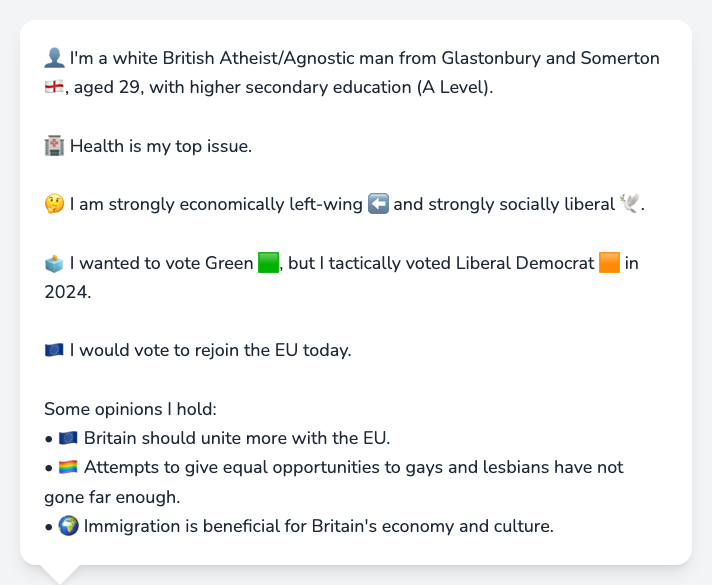 👤 I'm a white British Atheist/Agnostic man from Glastonbury and Somerton
🏴󠁧󠁢󠁥󠁮󠁧󠁿, aged 29, with higher secondary education (A Level).
🏥 Health is my top issue.
🤔 I am strongly economically left-wing ⬅️ and strongly socially liberal 🕊️.
🗳️ I wanted to vote Green 🟩, but I tactically voted Liberal Democrat 🟧 in
2024.
🇪🇺 I would vote to rejoin the EU today.
Some opinions I hold:
• 🇪🇺 Britain should unite more with the EU.
• 🏳️‍🌈 Attempts to give equal opportunities to gays and lesbians have not
gone far enough.
• 🌍 Immigration is beneficial for Britain's economy and culture.